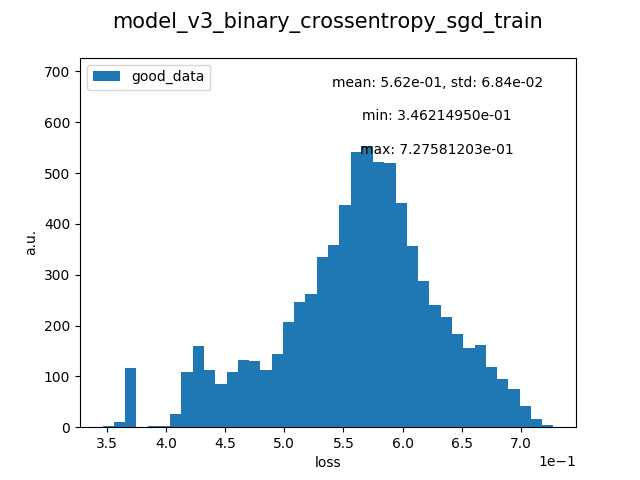 model_v3_binary_crossentropy_sgd_train
good_data
mean: 5.62e-01, std: 6.84e-02
min: 3.46214950e-01
max: 7.27581203e-01
700
600
500
400
300
200
100
0
a.u.
3.5 4.0 4.5 5.0 5.5 6.0 6.5 7.0
1e−1
loss